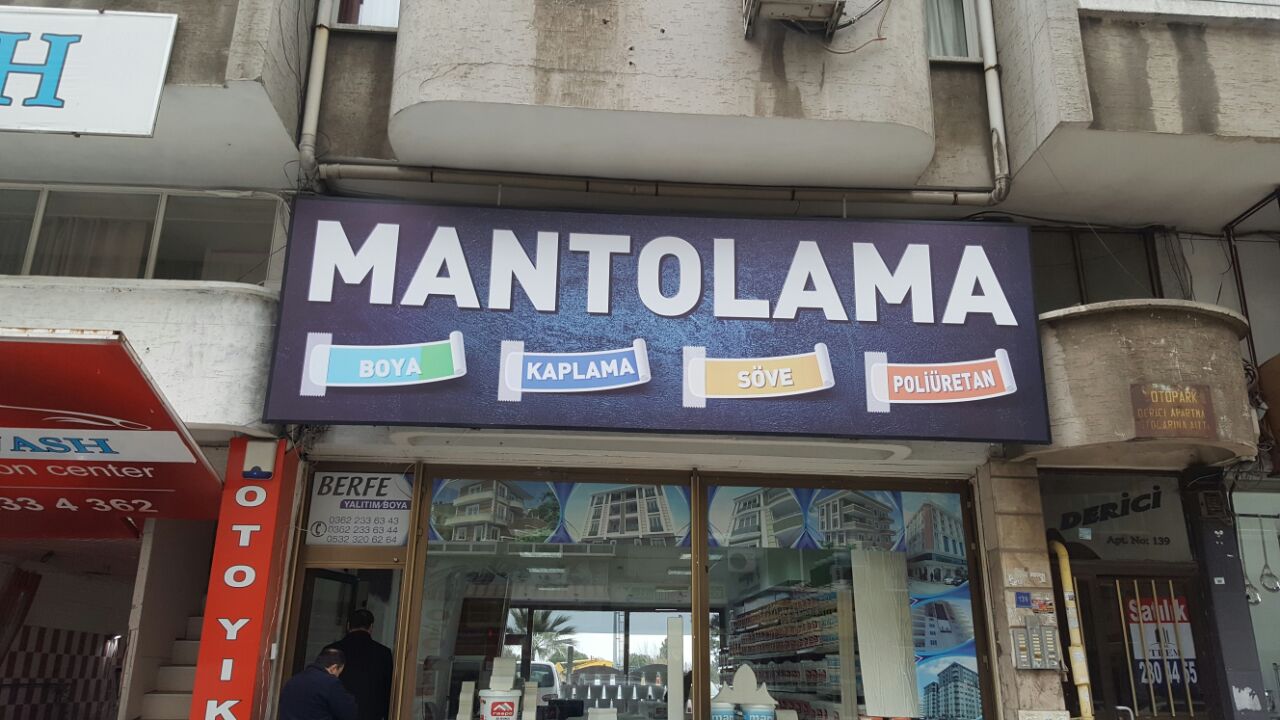 H
MANTOLAMA
BOYA
KAPLAMA
SÖVE
POLİÜRETAN
OTOPARK
DERİCİ APARTMA
WASH
on center
33 4 362
OTO YIK
BERFE
YALITIM/BOYA
0362 233 63 43
0362 233 63 44
0532 320 62 64
DERİCİ
Apt. No: 139
Satılık
139